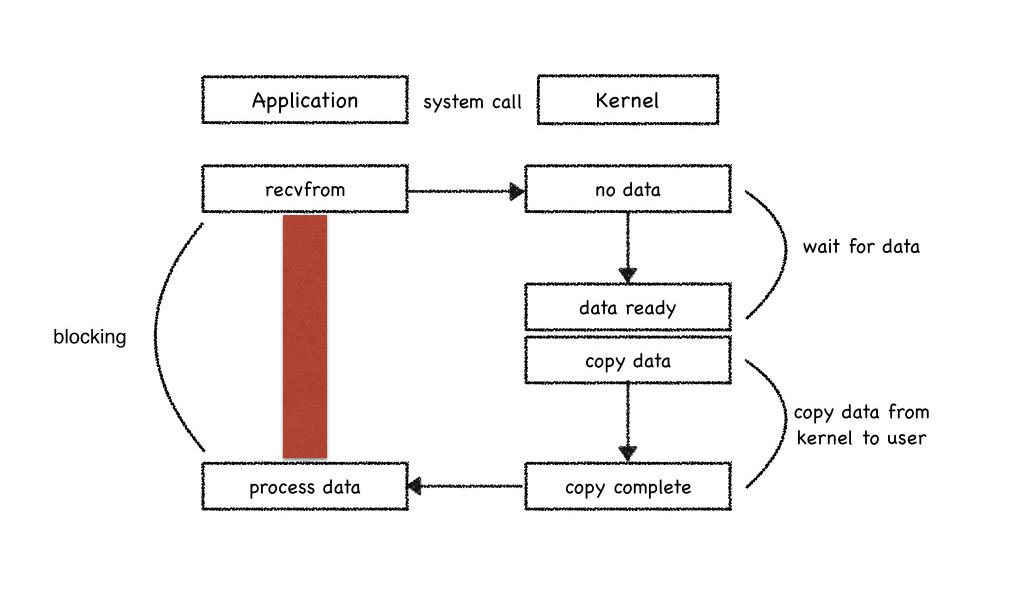 Application
system call
Kernel
recvfrom
no data
wait for data
data ready
blocking
copy data
copy data from
kernel to user
process data
copy complete